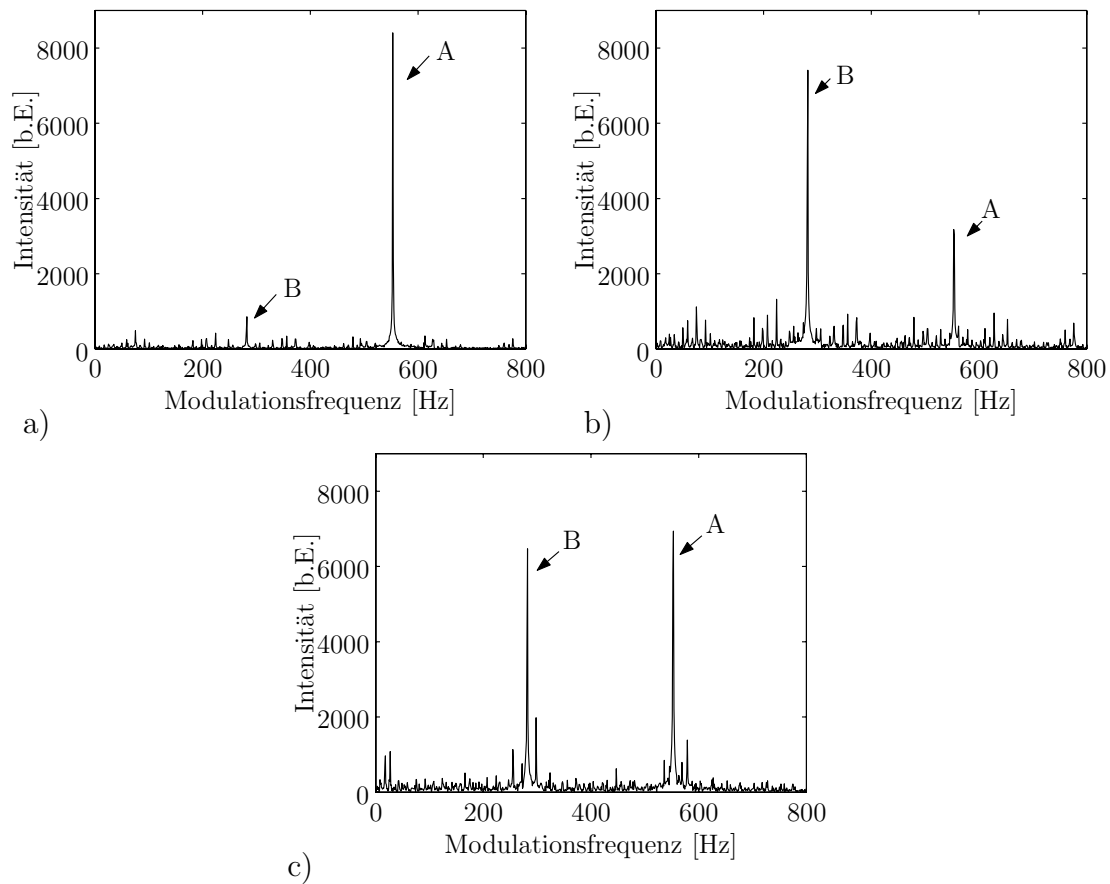 8000
6000
4000
2000
0
0 200 400 600 800
Intensität [b.E.]
Modulationsfrequenz [Hz]
A
B
a)
8000
6000
4000
2000
0
0 200 400 600 800
Intensität [b.E.]
Modulationsfrequenz [Hz]
B
A
b)
8000
6000
4000
2000
0
0 200 400 600 800
Intensität [b.E.]
Modulationsfrequenz [Hz]
B
A
c)